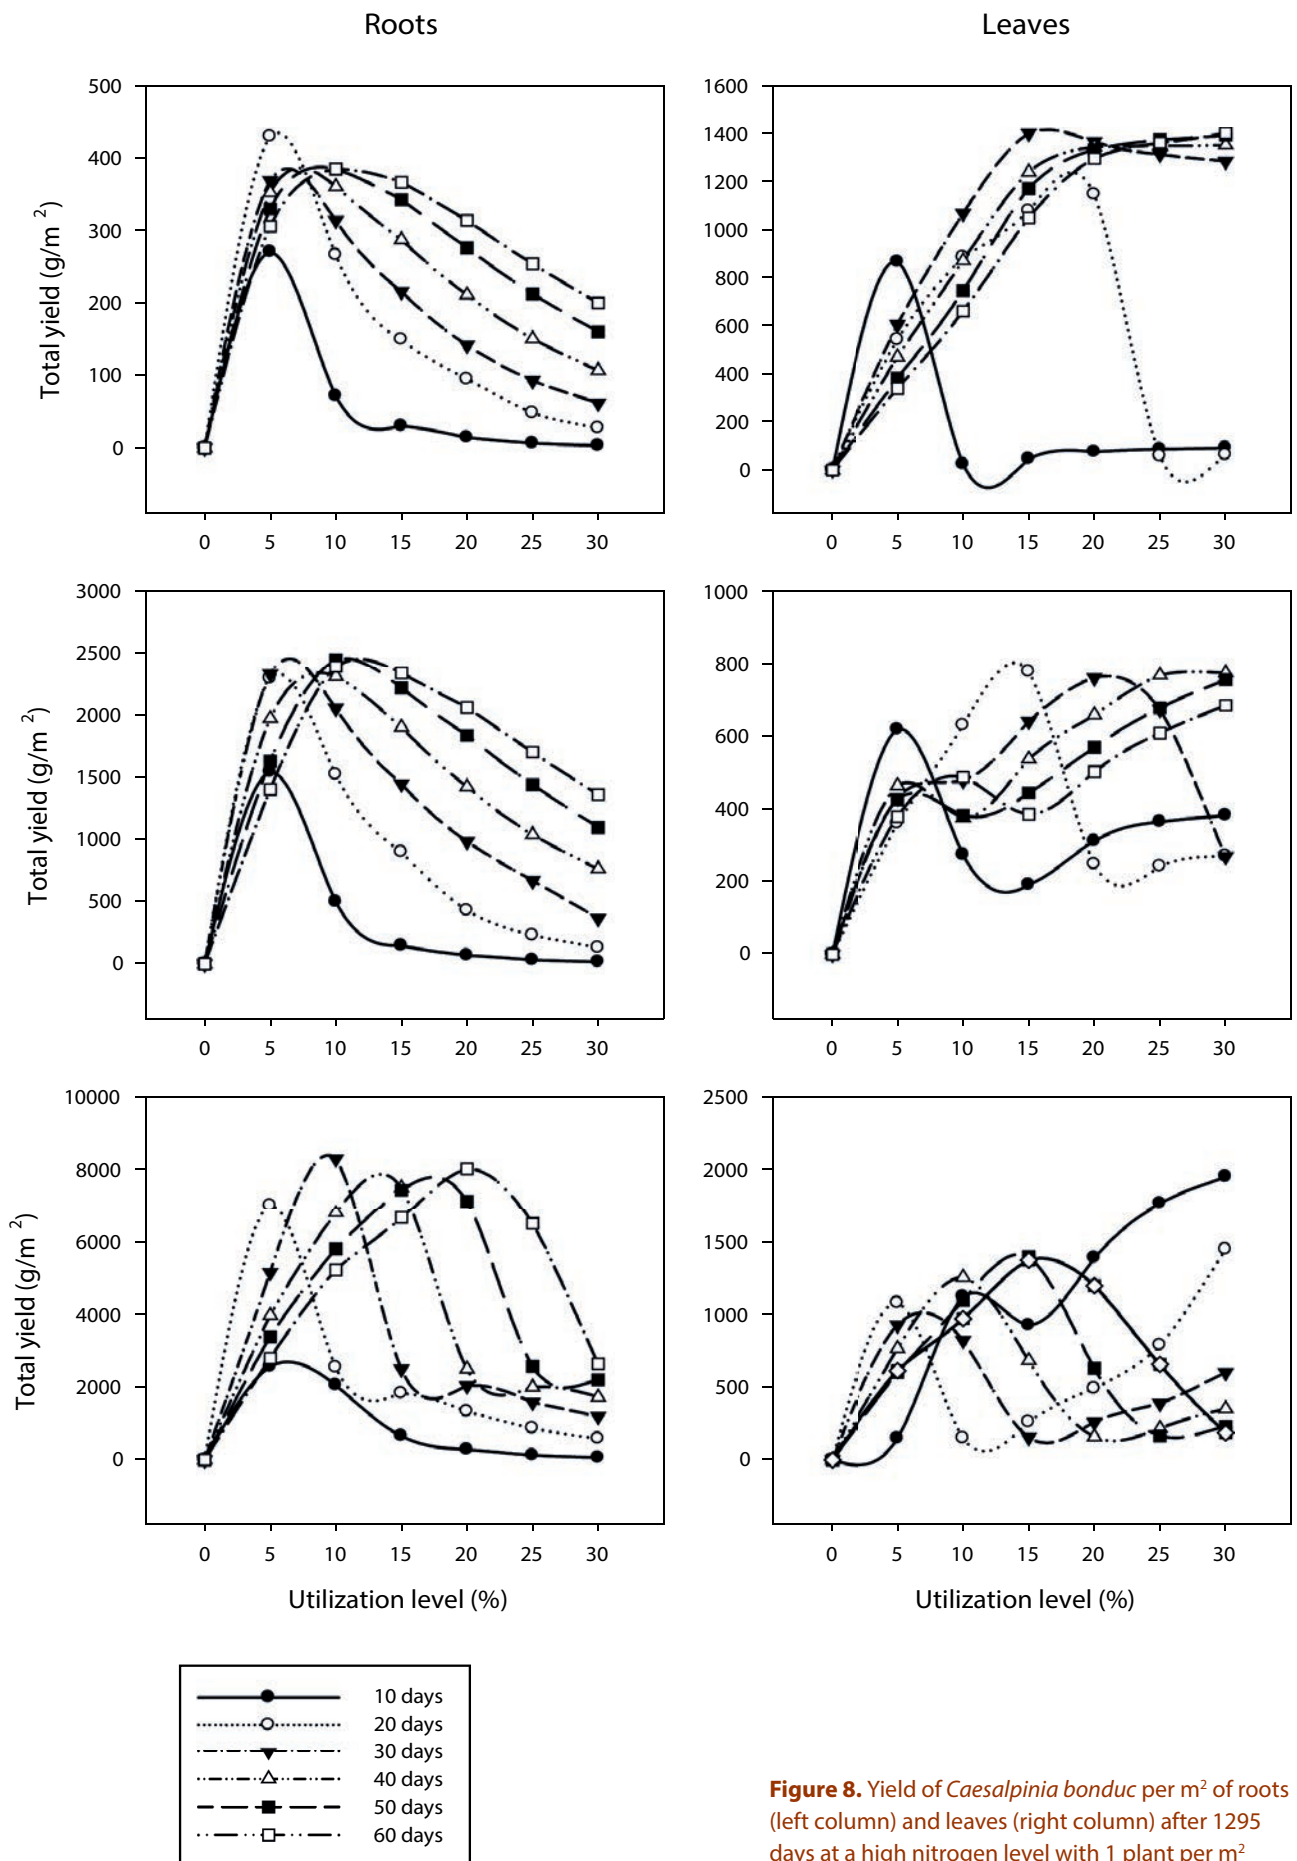 Roots
Leaves
500
400
300
200
100
0
Total yield (g/m ²)
0 5 10 15 20 25 30
1600
1400
1200
1000
800
600
400
200
0
0 5 10 15 20 25 30
3000
2500
2000
1500
1000
500
0
Total yield (g/m ²)
0 5 10 15 20 25 30
1000
800
600
400
200
0
0 5 10 15 20 25 30
10000
8000
6000
4000
2000
0
Total yield (g/m ²)
0 5 10 15 20 25 30
Utilization level (%)
2500
2000
1500
1000
500
0
0 5 10 15 20 25 30
Utilization level (%)
10 days
20 days
30 days
40 days
50 days
60 days
Figure 8. Yield of Caesalpinia bonduc per m² of roots
(left column) and leaves (right column) after 1295
days at a high nitrogen level with 1 plant per m²